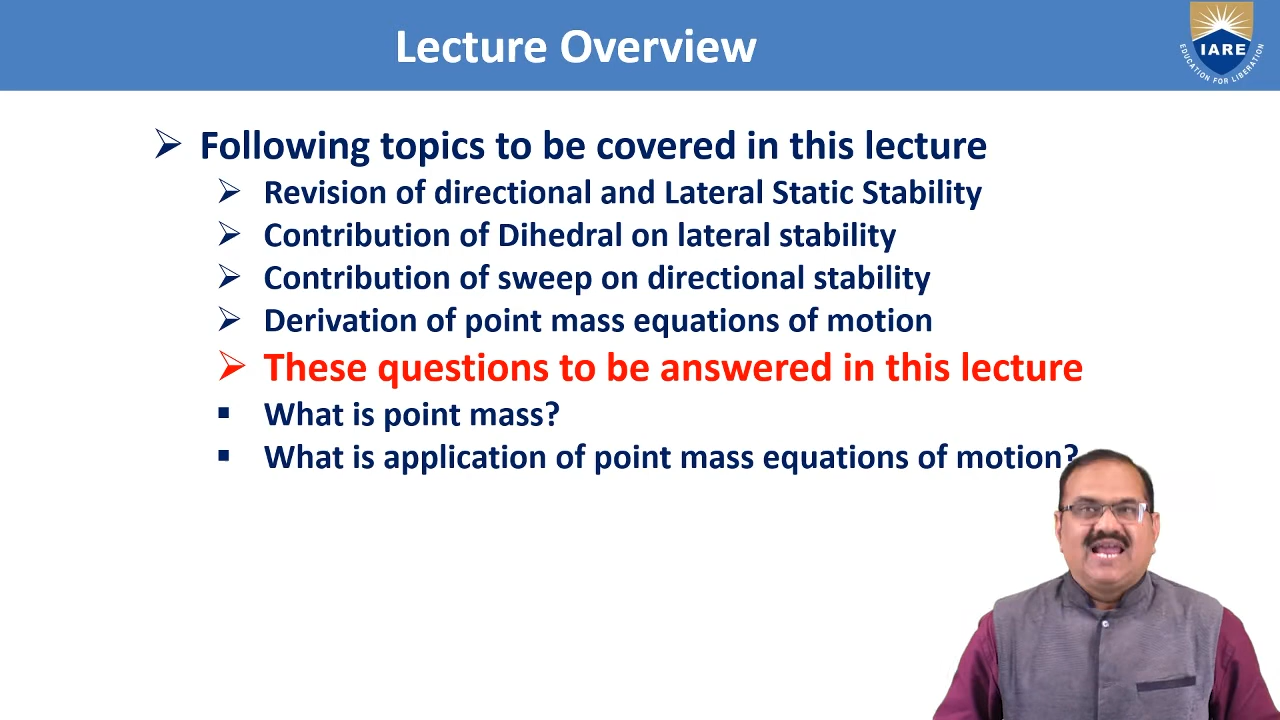 Lecture Overview
IARE
EDUCATION FOR LIBERATION
Following topics to be covered in this lecture
Revision of directional and Lateral Static Stability
Contribution of Dihedral on lateral stability
Contribution of sweep on directional stability
Derivation of point mass equations of motion
These questions to be answered in this lecture
What is point mass?
What is application of point mass equations of motion?